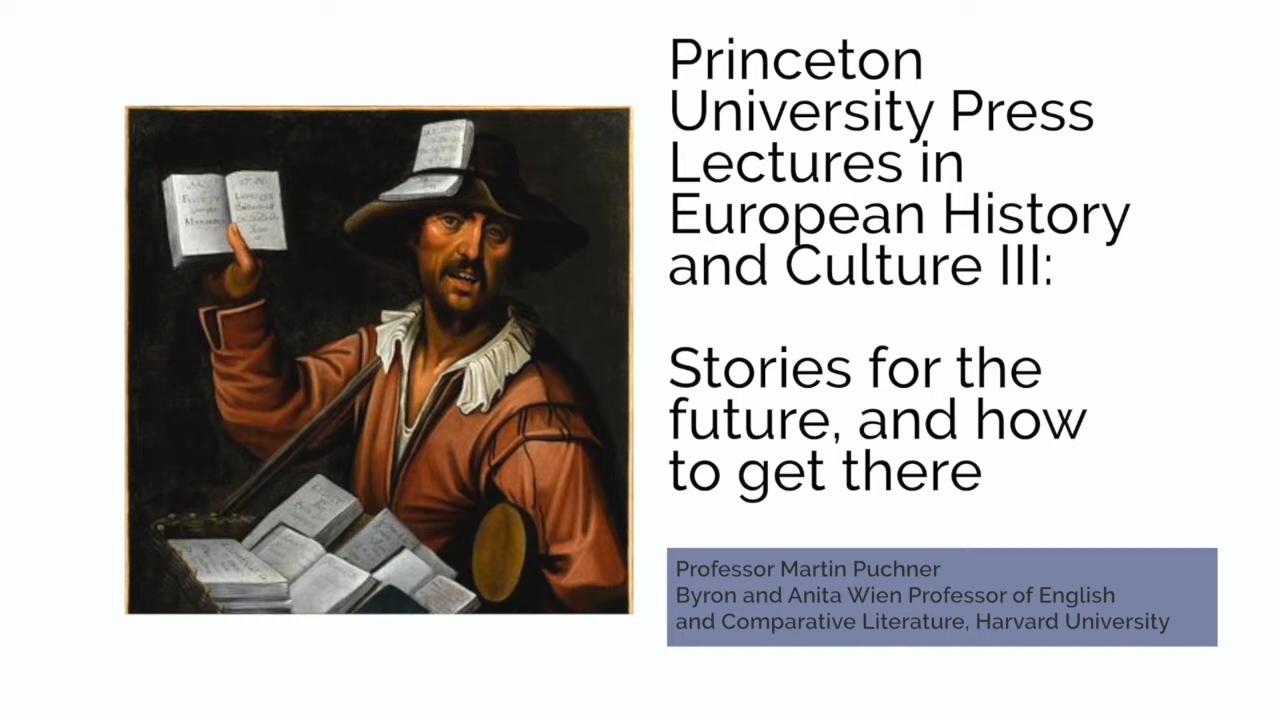 Princeton
University Press
Lectures in
European History
and Culture III:
Stories for the
future, and how
to get there
Professor Martin Puchner
Byron and Anita Wien Professor of English
and Comparative Literature, Harvard University